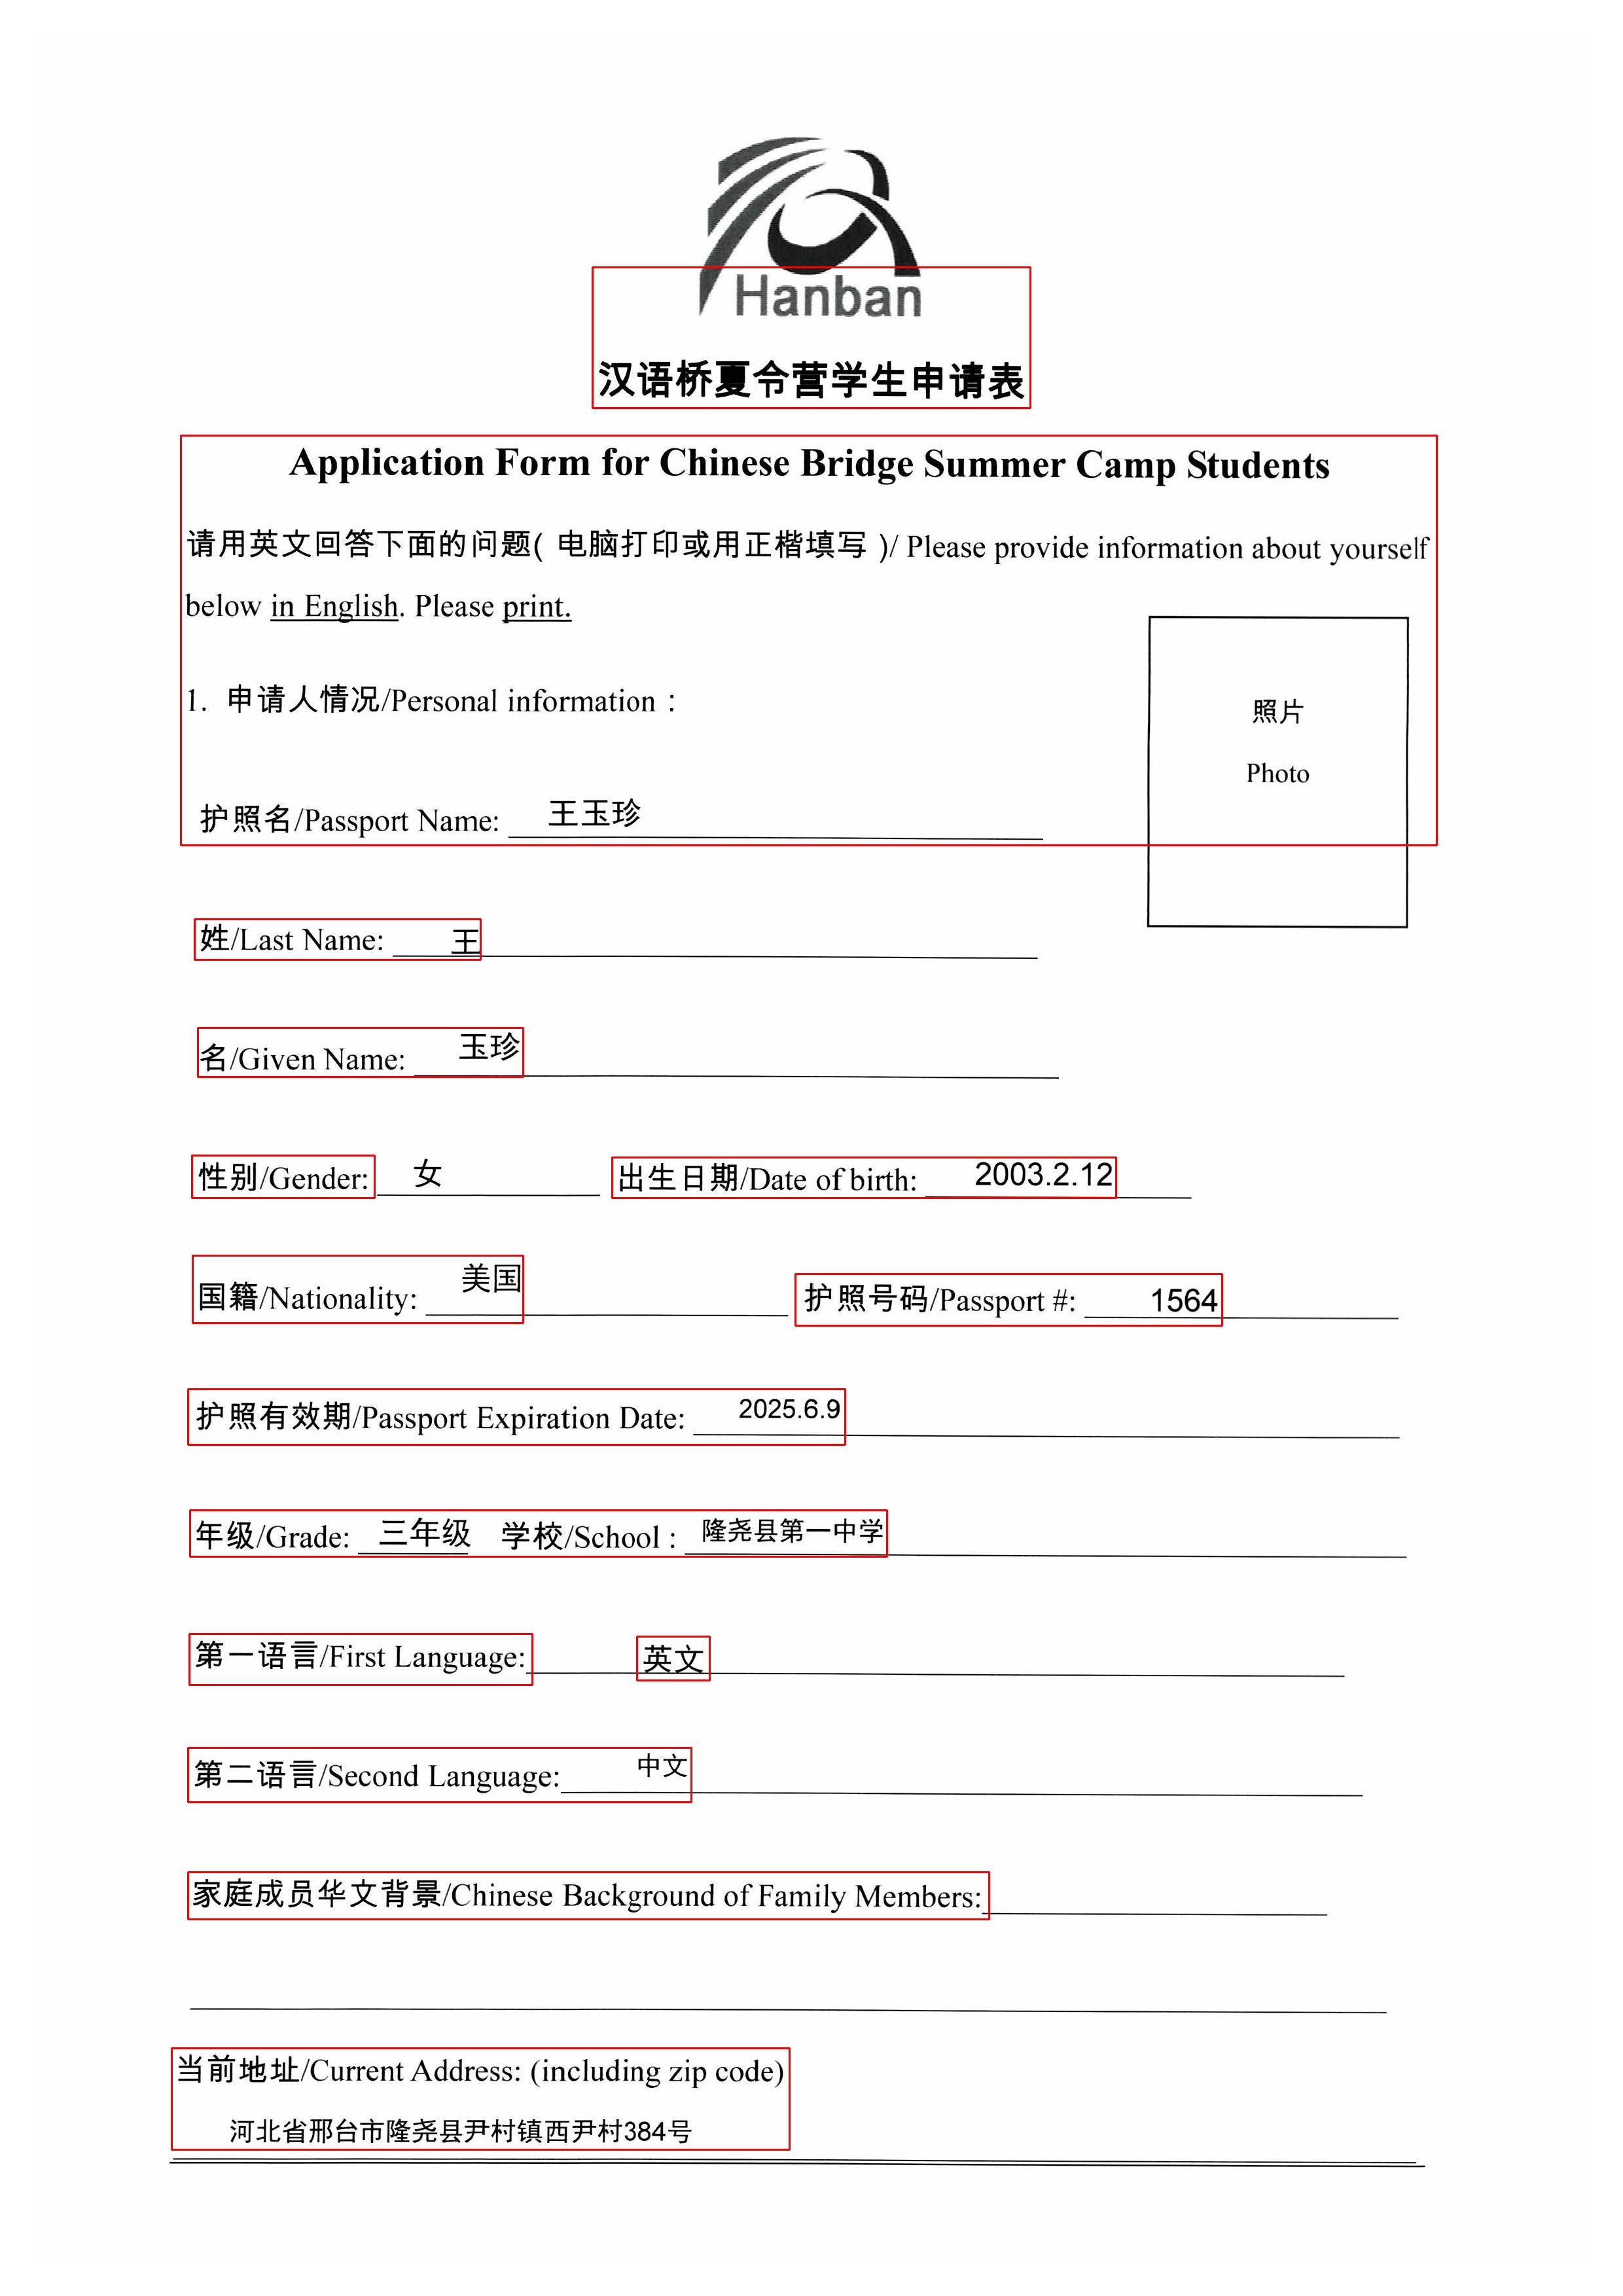 Hanban
汉语桥夏令营学生申请表
Application Form for Chinese Bridge Summer Camp Students
请用英文回答下面的问题( 电脑打印或用正楷填写 )/ Please provide information about yourself
below in English. Please print.
1. 申请人情况/Personal information :
照片
Photo
护照名/Passport Name: 王玉珍
姓/Last Name: 王
名/Given Name: 玉珍
性别/Gender: 女 出生日期/Date of birth: 2003.2.12
国籍/Nationality: 美国 护照号码/Passport #: 1564
护照有效期/Passport Expiration Date: 2025.6.9
年级/Grade: 三年级 学校/School : 隆尧县第一中学
第一语言/First Language: 英文
第二语言/Second Language: 中文
家庭成员华文背景/Chinese Background of Family Members:
当前地址/Current Address: (including zip code)
河北省邢台市隆尧县尹村镇西尹村384号